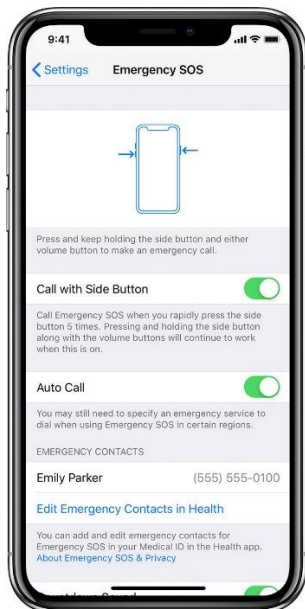 9:41
Settings
Emergency SOS
Press and keep holding the side button and either
volume button to make an emergency call.
Call with Side Button
Call Emergency SOS when you rapidly press the side
button 5 times. Pressing and holding the side button
along with the volume buttons will continue to work
when this is on.
Auto Call
You may still need to specify an emergency service to
dial when using Emergency SOS in certain regions.
EMERGENCY CONTACTS
Emily Parker (555) 555-0100
Edit Emergency Contacts in Health
You can add and edit emergency contacts for
Emergency SOS in your Medical ID in the Health app.
About Emergency SOS & Privacy
Countdown Sound